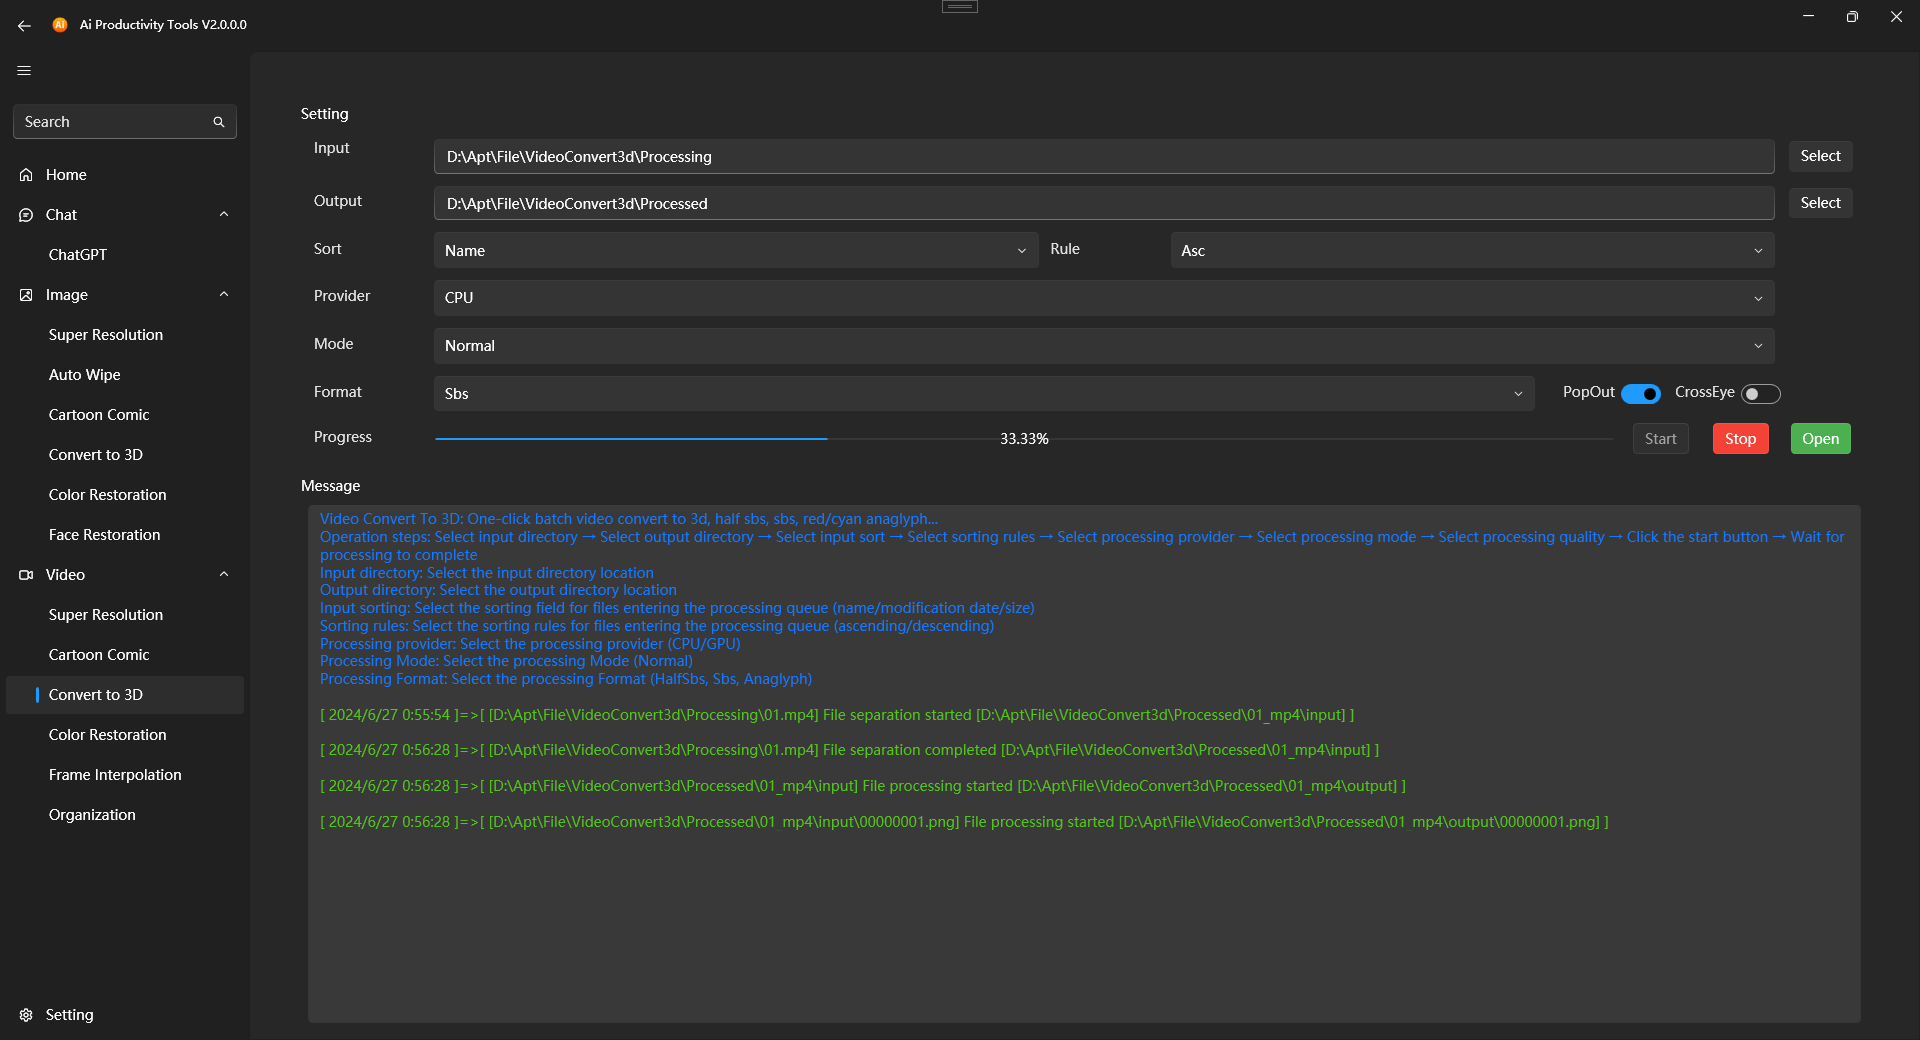 Ai Productivity Tools V2.0.0.0
Search
Home
Chat
ChatGPT
Image
Super Resolution
Auto Wipe
Cartoon Comic
Convert to 3D
Color Restoration
Face Restoration
Video
Super Resolution
Cartoon Comic
Convert to 3D
Color Restoration
Frame Interpolation
Organization
Setting
Setting
Input D:\Apt\File\VideoConvert3d\Processing Select
Output D:\Apt\File\VideoConvert3d\Processed Select
Sort Name Rule Asc
Provider CPU
Mode Normal
Format Sbs PopOut CrossEye
Progress 33.33% Start Stop Open
Message
Video Convert To 3D: One-click batch video convert to 3d, half sbs, sbs, red/cyan anaglyph...
Operation steps: Select input directory → Select output directory → Select input sort → Select sorting rules → Select processing provider → Select processing mode → Select processing quality → Click the start button → Wait for
processing to complete
Input directory: Select the input directory location
Output directory: Select the output directory location
Input sorting: Select the sorting field for files entering the processing queue (name/modification date/size)
Sorting rules: Select the sorting rules for files entering the processing queue (ascending/descending)
Processing provider: Select the processing provider (CPU/GPU)
Processing Mode: Select the processing Mode (Normal)
Processing Format: Select the processing Format (HalfSbs, Sbs, Anaglyph)
[ 2024/6/27 0:55:54 ]=>[ [D:\Apt\File\VideoConvert3d\Processing\01.mp4] File separation started [D:\Apt\File\VideoConvert3d\Processed\01_mp4\input] ]
[ 2024/6/27 0:56:28 ]=>[ [D:\Apt\File\VideoConvert3d\Processing\01.mp4] File separation completed [D:\Apt\File\VideoConvert3d\Processed\01_mp4\input] ]
[ 2024/6/27 0:56:28 ]=>[ [D:\Apt\File\VideoConvert3d\Processed\01_mp4\input] File processing started [D:\Apt\File\VideoConvert3d\Processed\01_mp4\output] ]
[ 2024/6/27 0:56:28 ]=>[ [D:\Apt\File\VideoConvert3d\Processed\01_mp4\input\00000001.png] File processing started [D:\Apt\File\VideoConvert3d\Processed\01_mp4\output\00000001.png] ]